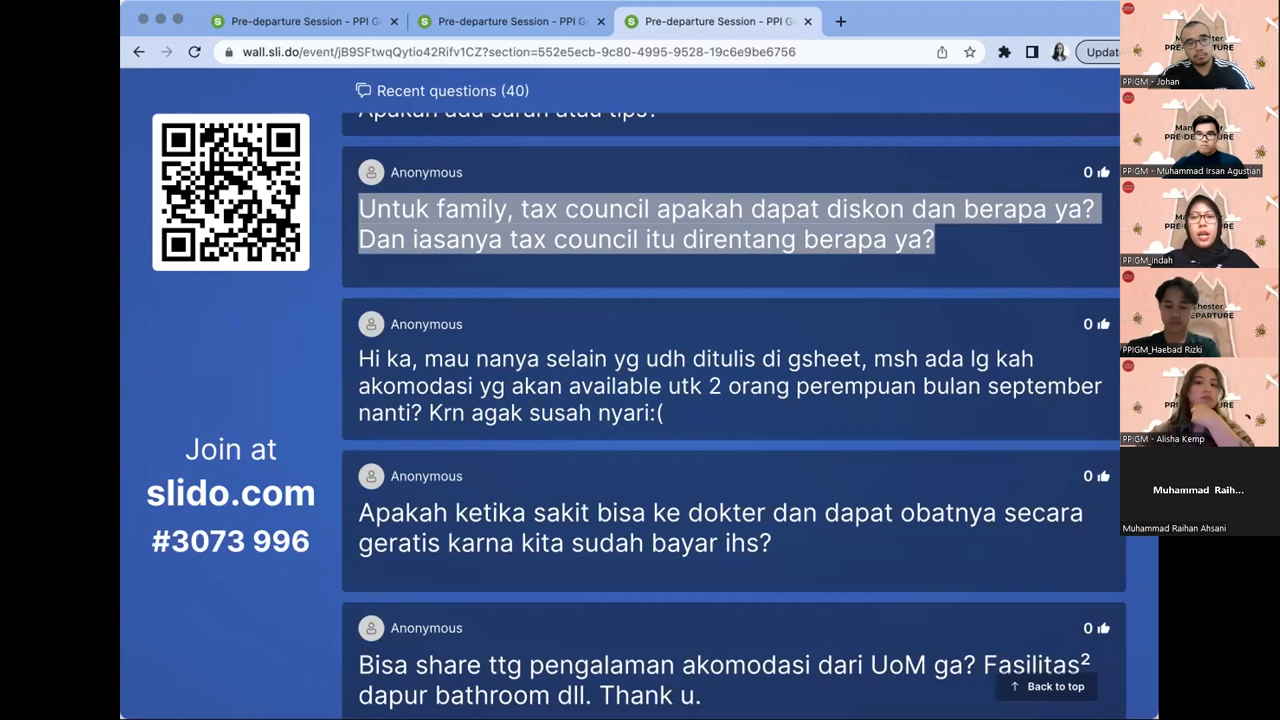 Pre-departure Session - PPI G
Pre-departure Session - PPI G
Pre-departure Session - PPI G
wall.sli.do/event/jB9SFtwqQytio42Rifv1CZ?section=552e5ecb-9c80-4995-9528-19c6e9be6756
Updat
Recent questions (40)
Apakah ada saran atau tips?
Anonymous
0
Untuk family, tax council apakah dapat diskon dan berapa ya?
Dan iasanya tax council itu direntang berapa ya?
Anonymous
0
Hi ka, mau nanya selain yg udh ditulis di gsheet, msh ada lg kah
akomodasi yg akan available utk 2 orang perempuan bulan september
nanti? Krn agak susah nyari:(
Anonymous
0
Apakah ketika sakit bisa ke dokter dan dapat obatnya secara
geratis karna kita sudah bayar ihs?
Anonymous
0
Bisa share ttg pengalaman akomodasi dari UoM ga? Fasilitas²
dapur bathroom dll. Thank u.
Back to top
Join at
slido.com
#3073 996
PPIGM - Johan
PPIGM - Muhammad Irsan Agustian
PPIGM_Indah
PPIGM_Haebad Rizki
PPIGM - Alisha Kemp
Muhammad Raih...
Muhammad Raihan Ahsani